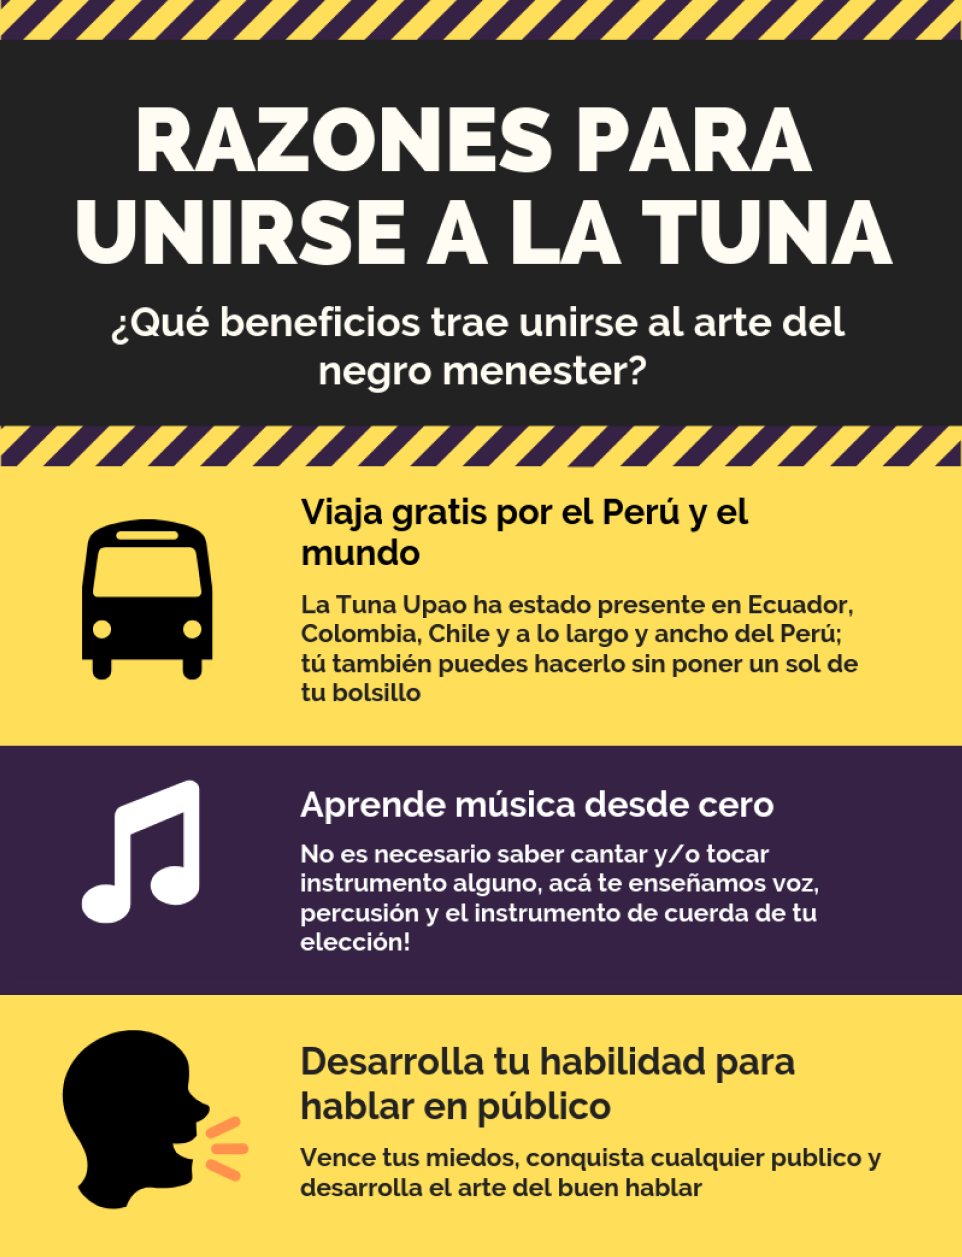 RAZONES PARA
UNIRSE A LA TUNA
¿Qué beneficios trae unirse al arte del
negro menester?
Viaja gratis por el Perú y el
mundo
La Tuna Upao ha estado presente en Ecuador,
Colombia, Chile y a lo largo y ancho del Perú;
tú también puedes hacerlo sin poner un sol de
tu bolsillo
Aprende música desde cero
No es necesario saber cantar y/o tocar
instrumento alguno, acá te enseñamos voz,
percusión y el instrumento de cuerda de tu
elección!
Desarrolla tu habilidad para
hablar en público
Vence tus miedos, conquista cualquier publico y
desarrolla el arte del buen hablar